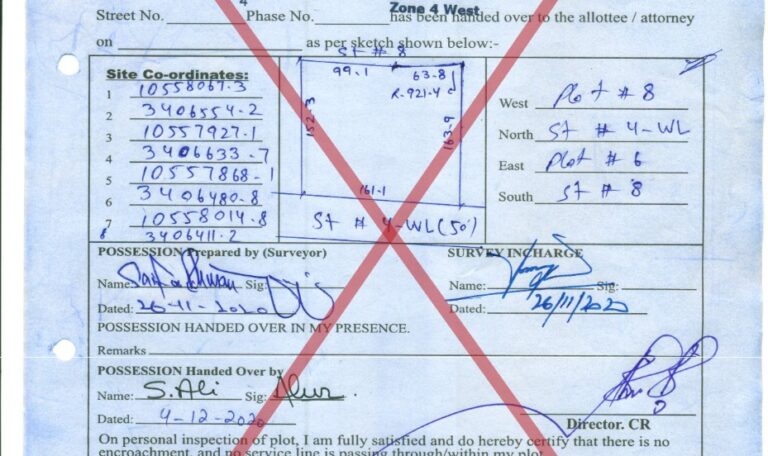 4
Zone 4 West
Street No. Phase No. has been handed over to the allottee / attorney
on as per sketch shown below:-
St # 8
Site Co-ordinates:
1 10558067.3
2 3406554-2
3 10557927.1
4 3406633.7
5 10557868-1
6 3406480-8
7 10558014.8
8 3406411-2
99.1 63-8
R-921-4
152-3
163-9
161-1
St # 4-WL (50')
West Plot # 8
North St # 4-WL
East Plot # 6
South St # 8
POSSESSION Prepared by (Surveyor)
Name: Sig:
Dated: 26-11-2020
SURVEY INCHARGE
Name: Sig:
Dated: 26/11/2020
POSSESSION HANDED OVER IN MY PRESENCE.
Remarks
POSSESSION Handed Over by
Name: S. Ali Sig:
Dated: 4-12-2020
Director. CR
On personal inspection of plot, I am fully satisfied and do hereby certify that there is no
encroachment, and no service line is passing through/within my plot